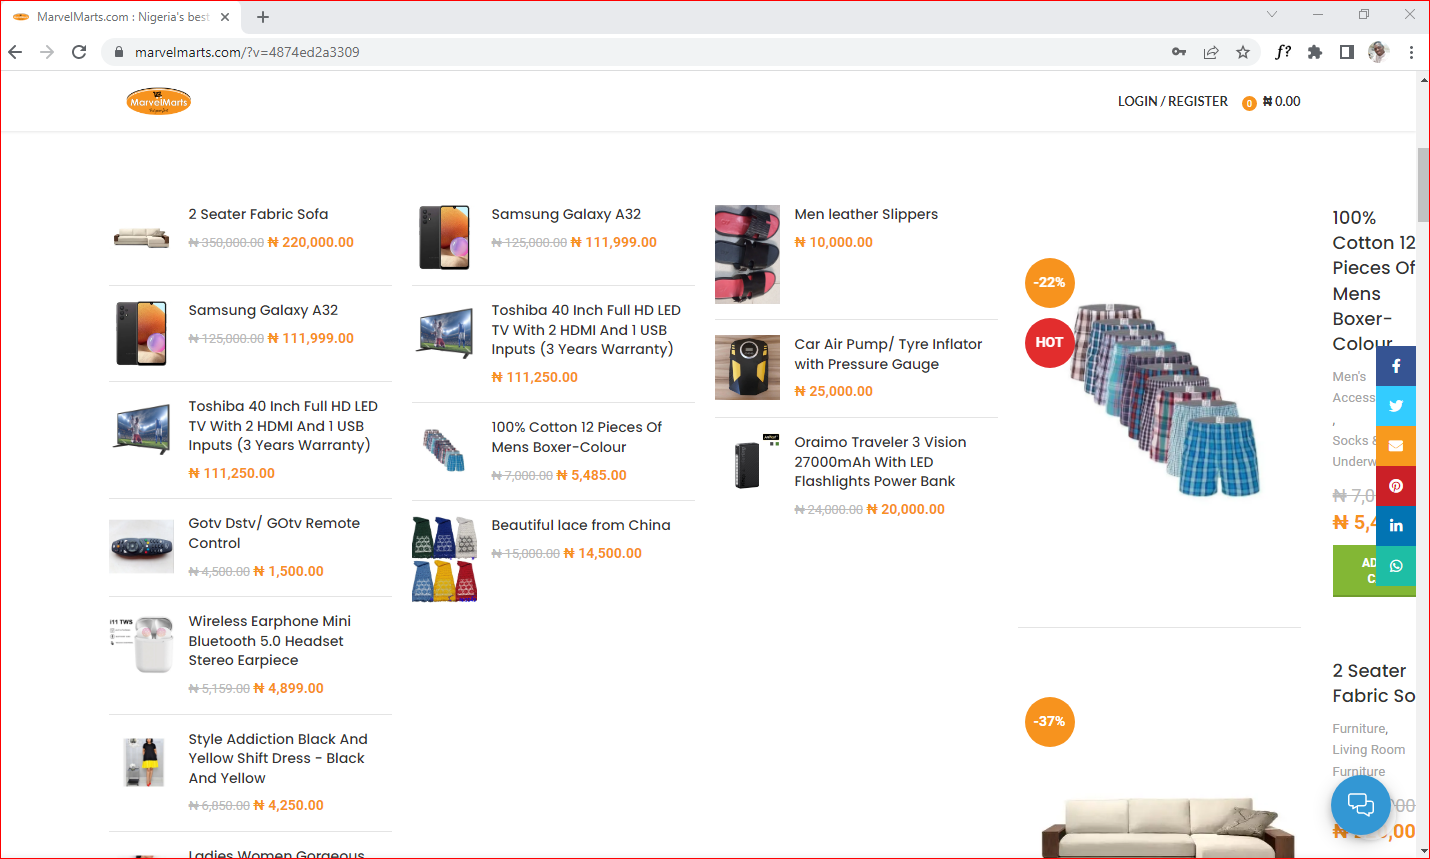 MarvelMarts.com : Nigeria's best
marvelmarts.com/?v=4874ed2a3309
f?
MarvelMarts
LOGIN / REGISTER
0
₦ 0.00
2 Seater Fabric Sofa
₦ 350,000.00 ₦ 220,000.00
Samsung Galaxy A32
₦ 125,000.00 ₦ 111,999.00
Toshiba 40 Inch Full HD LED
TV With 2 HDMI And 1 USB
Inputs (3 Years Warranty)
₦ 111,250.00
Gotv Dstv/ GOtv Remote
Control
₦ 4,500.00 ₦ 1,500.00
i11 TWS
Wireless Earphone Mini
Bluetooth 5.0 Headset
Stereo Earpiece
₦ 5,159.00 ₦ 4,899.00
Style Addiction Black And
Yellow Shift Dress - Black
And Yellow
₦ 6,850.00 ₦ 4,250.00
Ladies Women Gorgeous
Samsung Galaxy A32
₦ 125,000.00 ₦ 111,999.00
Toshiba 40 Inch Full HD LED
TV With 2 HDMI And 1 USB
Inputs (3 Years Warranty)
₦ 111,250.00
100% Cotton 12 Pieces Of
Mens Boxer-Colour
₦ 7,000.00 ₦ 5,485.00
Beautiful lace from China
₦ 15,000.00 ₦ 14,500.00
Men leather Slippers
₦ 10,000.00
Car Air Pump/ Tyre Inflator
with Pressure Gauge
₦ 25,000.00
Oraimo Traveler 3 Vision
27000mAh With LED
Flashlights Power Bank
₦ 24,000.00 ₦ 20,000.00
-22%
HOT
100%
Cotton 12
Pieces Of
Mens
Boxer-
Colour
Men's
Access
,
Socks &
Underw
₦ 7,0
₦ 5,4
AD
C
-37%
2 Seater
Fabric So
Furniture,
Living Room
Furniture
00
₦ ,00